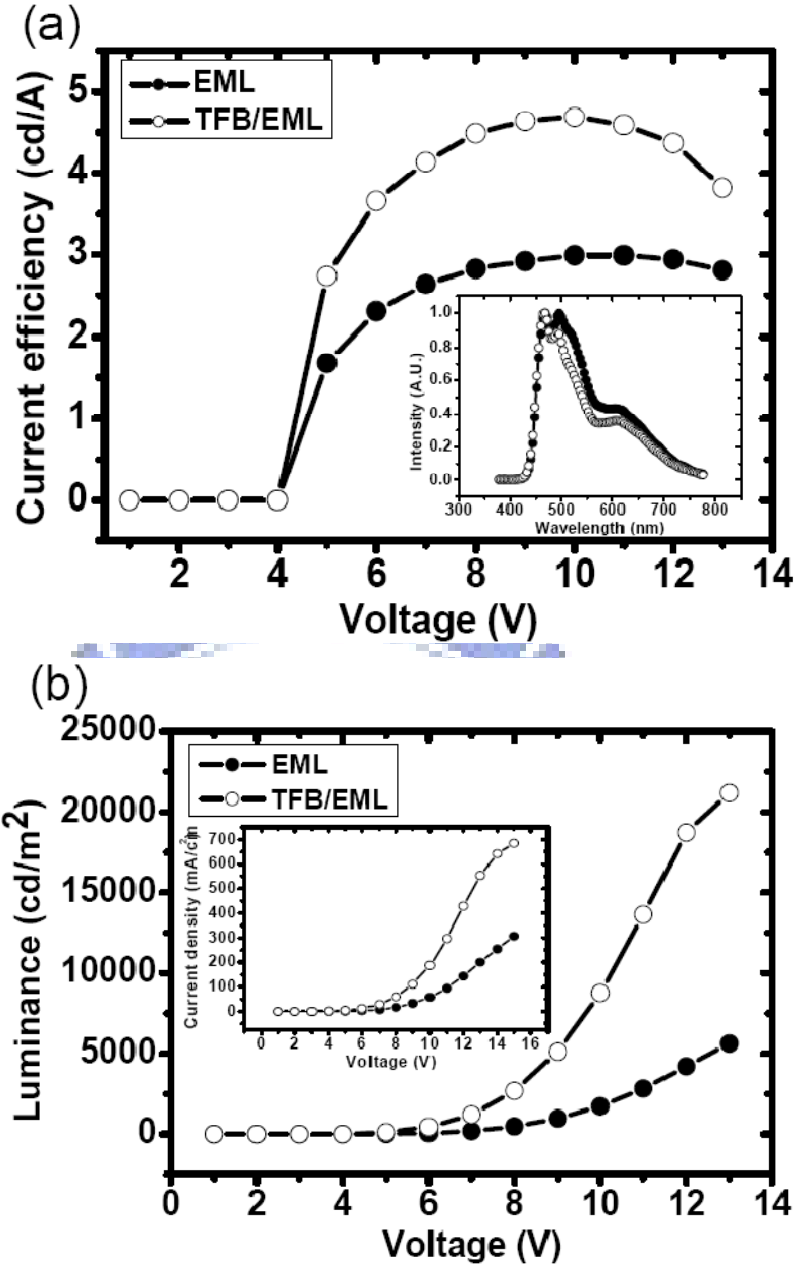 (a)
Current efficiency (cd/A)
5
4
3
2
1
0
EML
TFB/EML
Intensity (A.U.)
1.0
0.8
0.6
0.4
0.2
0.0
300 400 500 600 700 800
Wavelength (nm)
2 4 6 8 10 12 14
Voltage (V)
(b)
Luminance (cd/m2)
25000
20000
15000
10000
5000
0
EML
TFB/EML
700
600
500
400
300
200
100
0
Current density (mA/
0 2 4 6 8 10 12 14 16
Voltage (V)
0 2 4 6 8 10 12 14
Voltage (V)